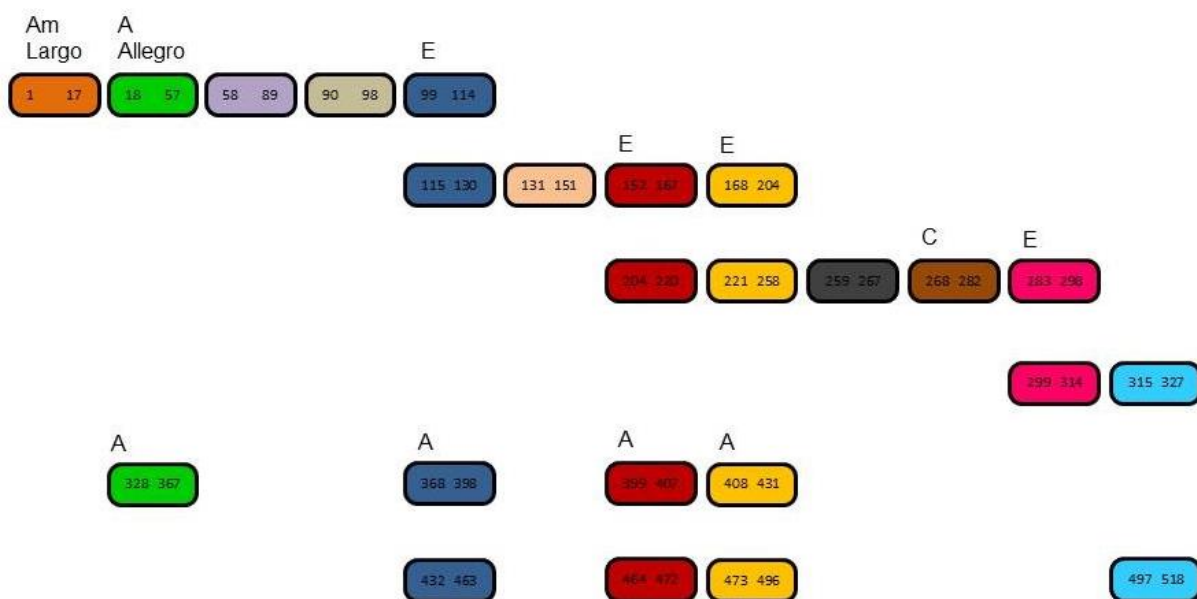 Am A
Largo Allegro E
1 17 18 57 58 89 90 98 99 114
E E
115 130 131 151 152 167 168 204
C E
204 220 221 258 259 267 268 282 283 298
299 314 315 327
A A A A
328 367 368 398 399 407 408 431
432 463 464 472 473 496 497 518